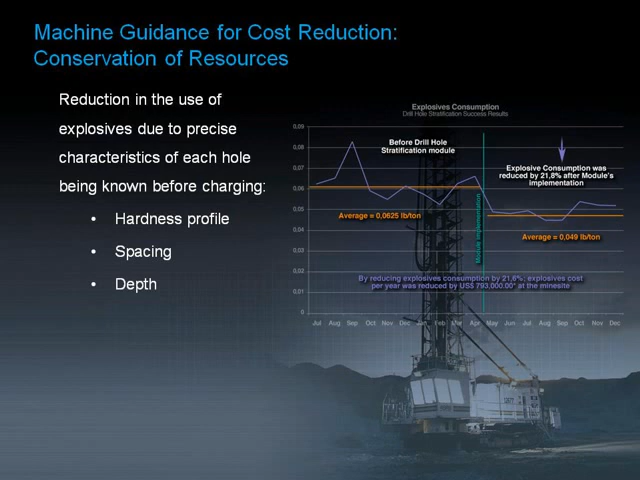 Machine Guidance for Cost Reduction:
Conservation of Resources
Reduction in the use of
explosives due to precise
characteristics of each hole
being known before charging:
• Hardness profile
• Spacing
• Depth
Explosives Consumption
Drill Hole Stratification Success Results
0,09
0,08
0,07
0,06
0,05
0,04
0,03
0,02
0,01
0
Before Drill Hole
Stratification module
Explosive Consumption was
reduced by 21,8% after Module's
implementation
Average = 0,0625 lb/ton
Module Implementation
Average = 0,049 lb/ton
By reducing explosives consumption by 21,6%; explosives cost
per year was reduced by US$ 793,000.00* at the minesite
Jul Aug Sep Oct Nov Dec Jan Feb Mar Apr May Jun Jul Aug Sep Oct Nov Dec